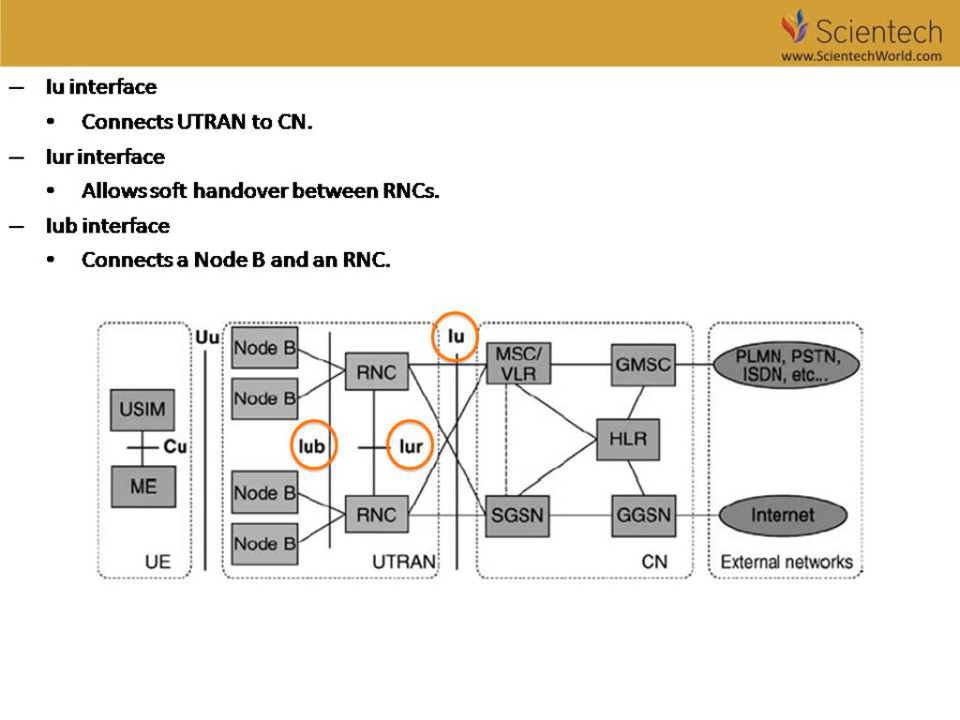 Scientech
www.ScientechWorld.com
— Iu interface
• Connects UTRAN to CN.
— Iur interface
• Allows soft handover between RNCs.
— Iub interface
• Connects a Node B and an RNC.
Uu
Iu
Node B
Node B
RNC
MSC/
VLR
GMSC
PLMN, PSTN,
ISDN, etc...
USIM
Cu
ME
Iub
Iur
HLR
Node B
Node B
RNC
SGSN
GGSN
Internet
UE
UTRAN
CN
External networks